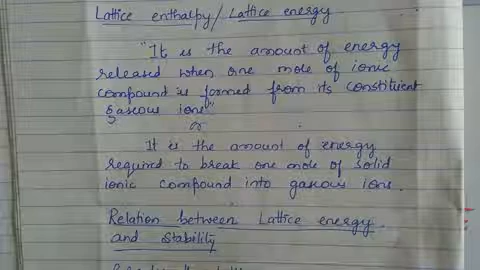 Lattice enthalpy/Lattice energy
"It is the amount of energy
released when one mole of ionic
compound is formed from its constituent
gaseous ions"
or
It is the amount of energy
required to break one mole of solid
ionic compound into gaseous ions.
Relation between Lattice energy
and stability